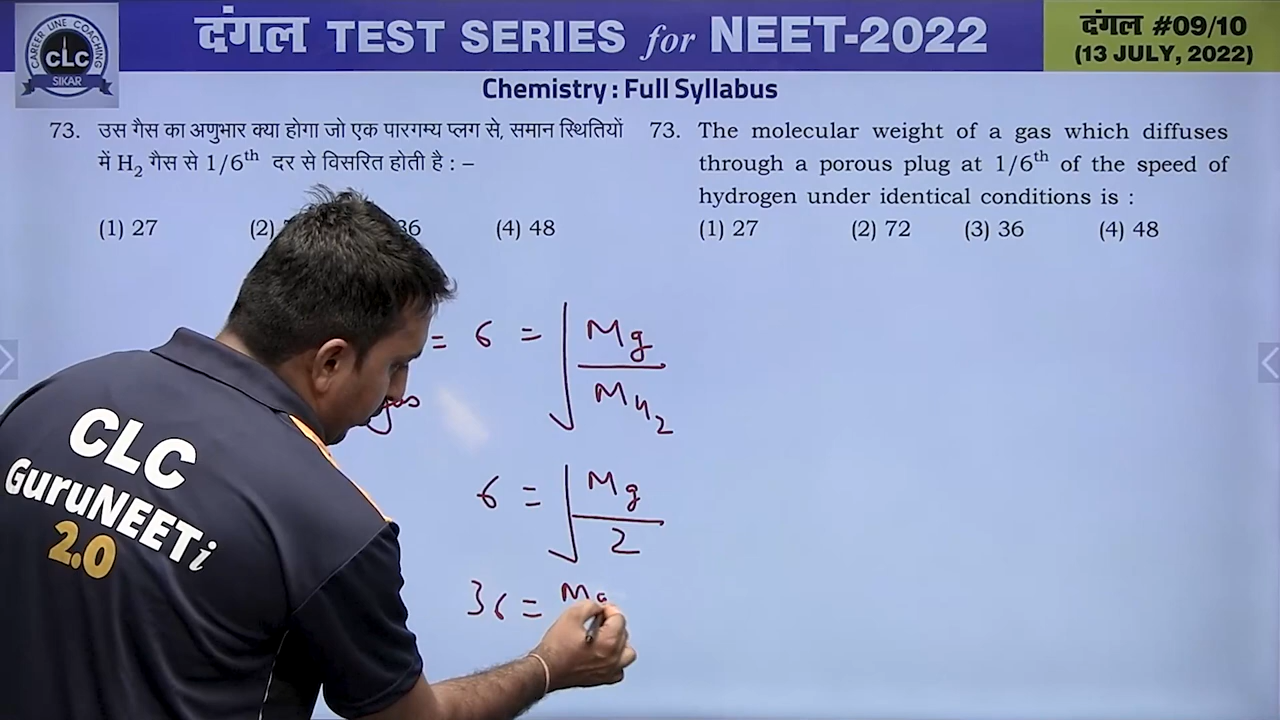 CAREER LINE COACHING
CLC
SIKAR
दंगल TEST SERIES for NEET-2022
दंगल #09/10
(13 JULY, 2022)
Chemistry : Full Syllabus
73. उस गैस का अणुभार क्या होगा जो एक पारगम्य प्लग से, समान स्थितियों
में H₂ गैस से 1/6ᵗʰ दर से विसरित होती है : –
(1) 27 (2) 36 (4) 48
73. The molecular weight of a gas which diffuses
through a porous plug at 1/6ᵗʰ of the speed of
hydrogen under identical conditions is :
(1) 27 (2) 72 (3) 36 (4) 48
= 6 = √ Mg
MH₂
gas
6 = √ Mg
2
36 = Mg
CLC
GuruNEETi
2.0